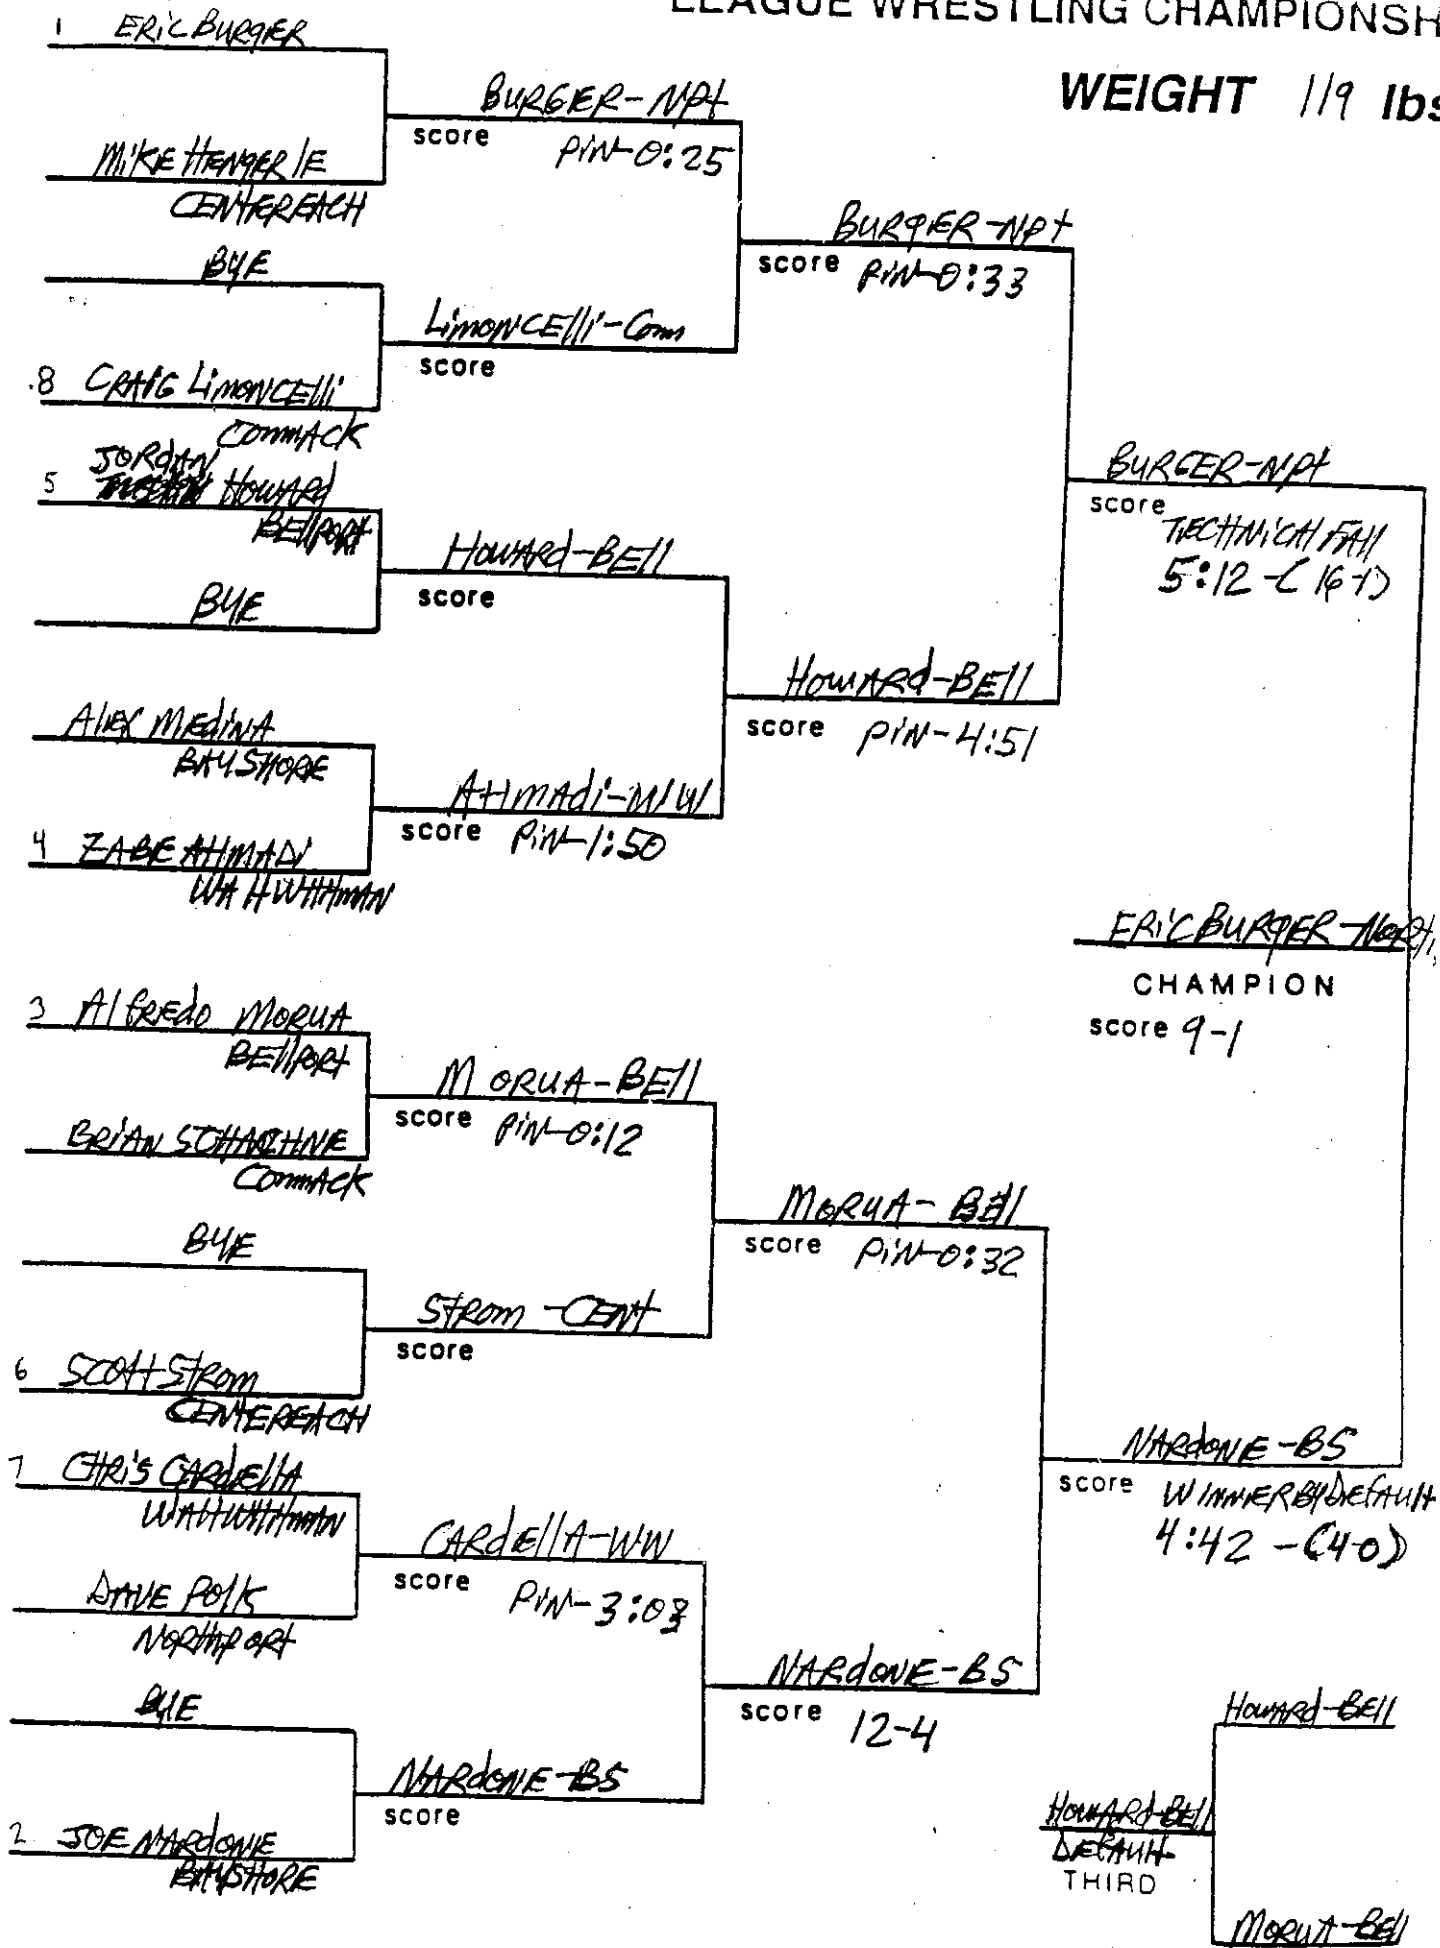 LEAGUE WRESTLING CHAMPIONSH
WEIGHT 119 lbs
1 ERIC BURGER
BURGER-NPt
score PIN-0:25
MIKE HENGERLE
CENTEREACH
BURGER-NPt
score PIN-0:33
BYE
LIMONCELLI-Comm
score
8 CRAIG LIMONCELLI
COMMACK
BURGER-NPt
score TECHNICAL FALL
5:12-(16-1)
JORDAN
5 HOWARD
BELLPORT
HOWARD-BELL
score
BYE
HOWARD-BELL
score PIN-4:51
ALEX MEDINA
BAYSHORE
AHMADI-W/W
score PIN-1:50
4 ZABE AHMADI
WALT WHITMAN
ERIC BURGER-North
CHAMPION
score 9-1
3 ALFREDO MORUA
BELLPORT
MORUA-BELL
score PIN-0:12
BRIAN
COMMACK
MORUA-BELL
score PIN-0:32
BYE
STROM-CENT
score
6 SCOTT STROM
CENTEREACH
NARDONE-BS
score WINNER BY DEFAULT
4:42-(4-0)
7 CHRIS CARDELLA
WALT WHITMAN
CARDELLA-WW
score PIN-3:03
DAVE POLLS
NORTHPORT
NARDONE-BS
score 12-4
BYE
NARDONE-BS
score
2 JOE NARDONE
BAYSHORE
HOWARD-BELL
HOWARD-BELL
DEFAULT
THIRD
MORUA-BELL